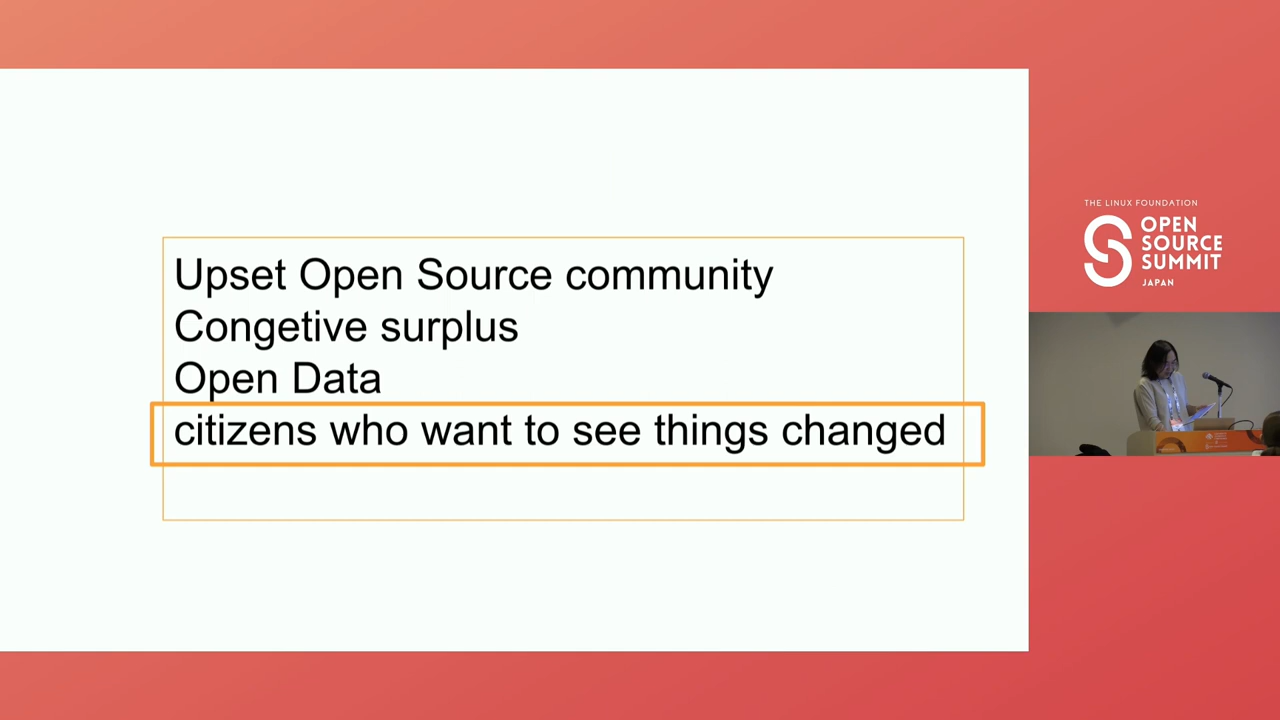 Upset Open Source community
Congetive surplus
Open Data
citizens who want to see things changed
THE LINUX FOUNDATION
OPEN
SOURCE
SUMMIT
JAPAN